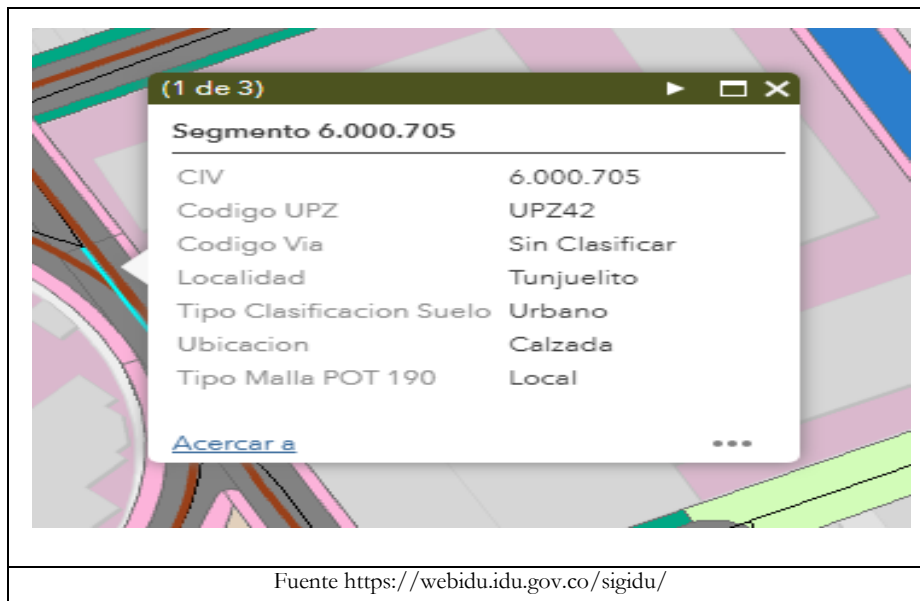 (1 de 3)
Segmento 6.000.705
CIV 6.000.705
Codigo UPZ UPZ42
Codigo Via Sin Clasificar
Localidad Tunjuelito
Tipo Clasificacion Suelo Urbano
Ubicacion Calzada
Tipo Malla POT 190 Local
Acercar a
Fuente https://webidu.idu.gov.co/sigidu/